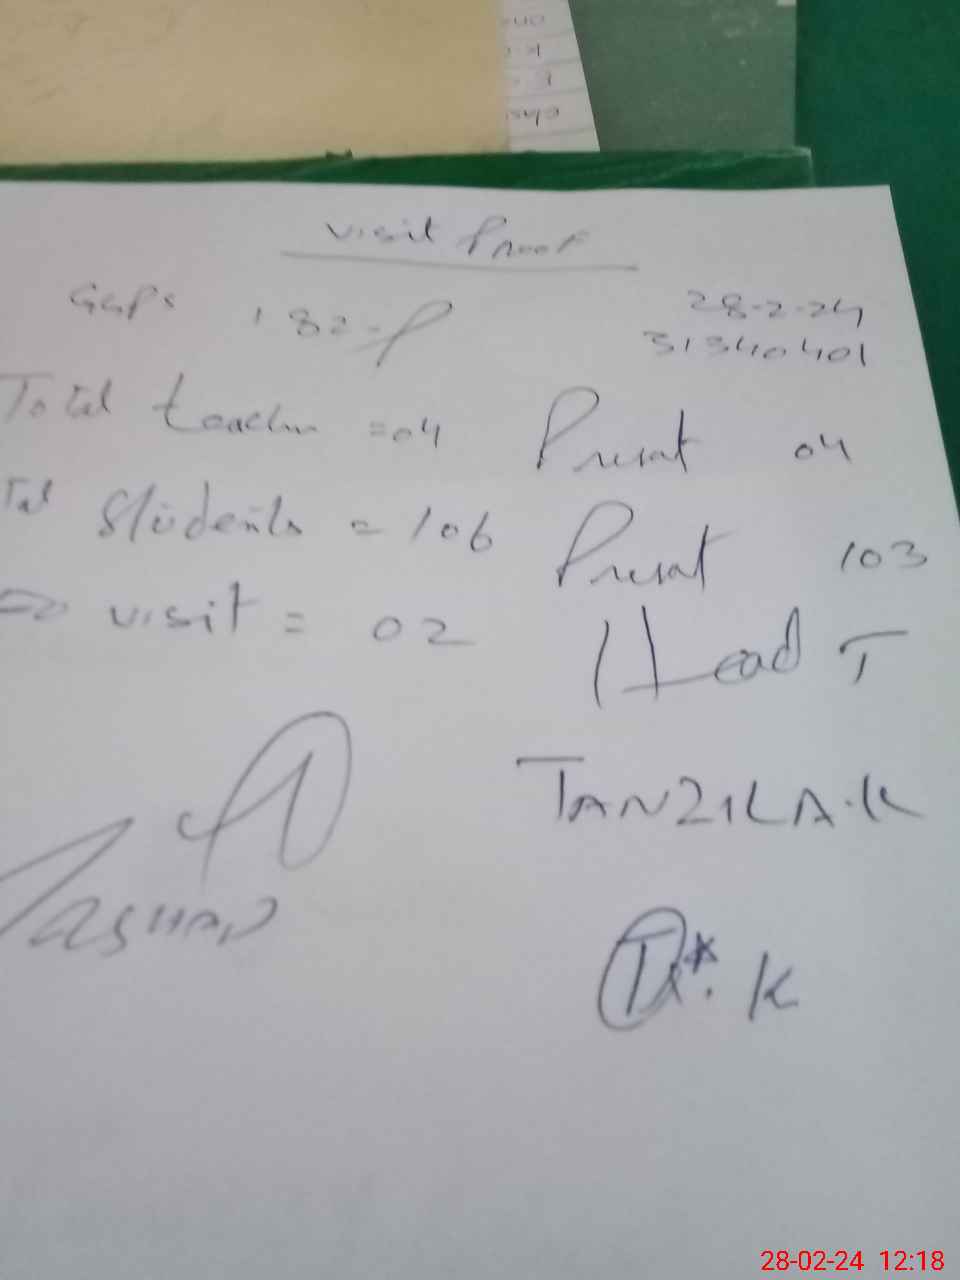 Visit Proof
GGPS 182-P 28-2-24
31340401
Total teacher = 04 Present 04
Students = 106 Present 103
visit = 02
Head T
TANZILA.K
T K
28-02-24 12:18